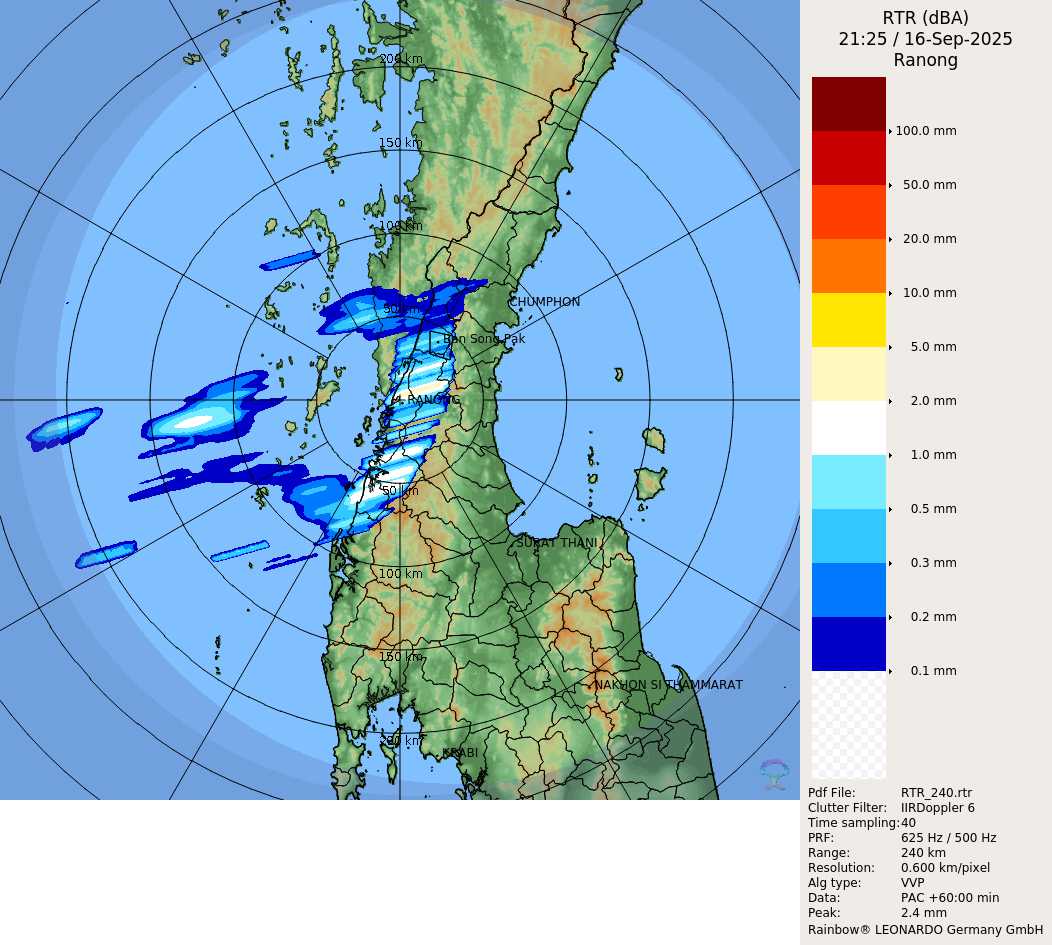 RTR (dBA)
21:25 / 16-Sep-2025
Ranong
100.0 mm
50.0 mm
20.0 mm
10.0 mm
5.0 mm
2.0 mm
1.0 mm
0.5 mm
0.3 mm
0.2 mm
0.1 mm
Pdf File: RTR_240.rtr
Clutter Filter: IIRDoppler 6
Time sampling: 40
PRF: 625 Hz / 500 Hz
Range: 240 km
Resolution: 0.600 km/pixel
Alg type: VVP
Data: PAC +60:00 min
Peak: 2.4 mm
Rainbow® LEONARDO Germany GmbH
200 km
150 km
100 km
CHUMPHON
50 km
Ban Song Pak
RANONG
50 km
SURAT THANI
100 km
150 km
NAKHON SI THAMMARAT
200 km
KRABI